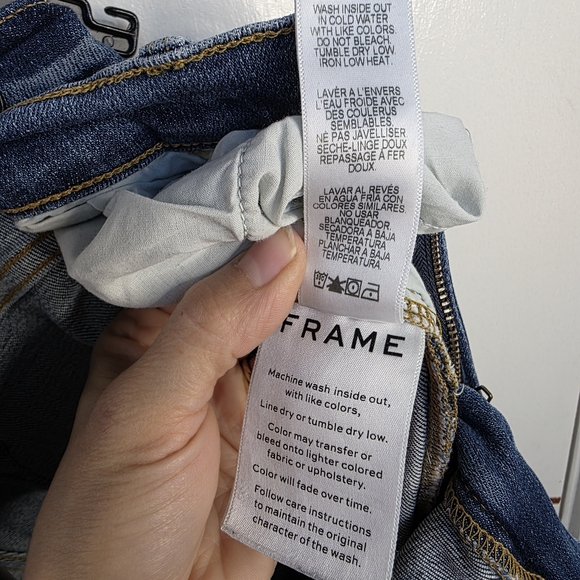 WASH INSIDE OUT
IN COLD WATER
WITH LIKE COLORS.
DO NOT BLEACH.
TUMBLE DRY LOW.
IRON LOW HEAT.
LAVÉR A L'ENVERS
L'EAU FROIDE AVEC
DES COULERUS
SEMBLABLES.
NE PAS JAVELLISER
SECHE-LINGE DOUX
REPASSAGE A FER
DOUX.
LAVAR AL REVÉS
EN AGUA FRÍA CON
COLORES SIMILARES.
NO USAR
BLANQUEADOR.
SECADORA A BAJA
TEMPERATURA
PLANCHAR A BAJA
TEMPERATURA
FRAME
Machine wash inside out,
with like colors,
Line dry or tumble dry low.
Color may transfer or
bleed onto lighter colored
fabric or upholstery.
Color will fade over time.
Follow care instructions
to maintain the original
character of the wash.